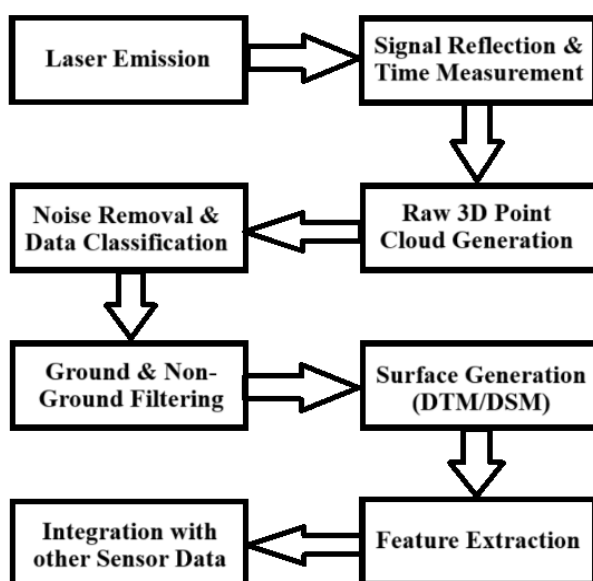 Laser Emission
Signal Reflection &
Time Measurement
Raw 3D Point
Cloud Generation
Noise Removal &
Data Classification
Ground & Non-
Ground Filtering
Surface Generation
(DTM/DSM)
Feature Extraction
Integration with
other Sensor Data